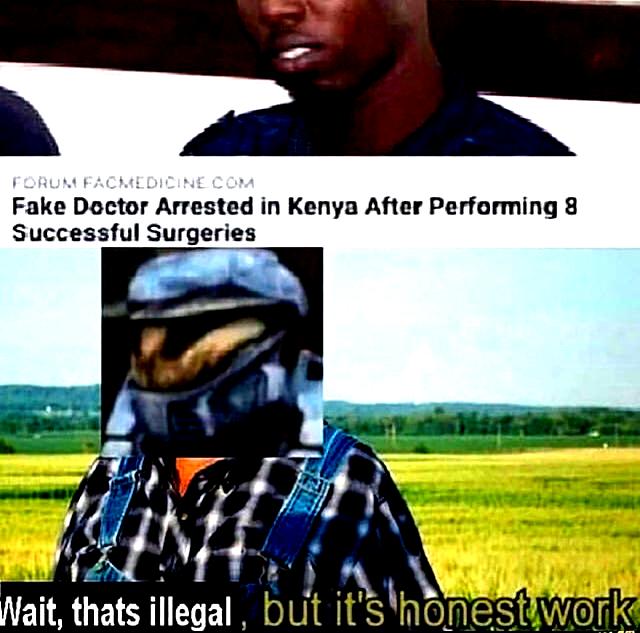 FORUM.FACMEDICINE.COM
Fake Doctor Arrested in Kenya After Performing 8
Successful Surgeries
Wait, thats illegal , but it's honest work